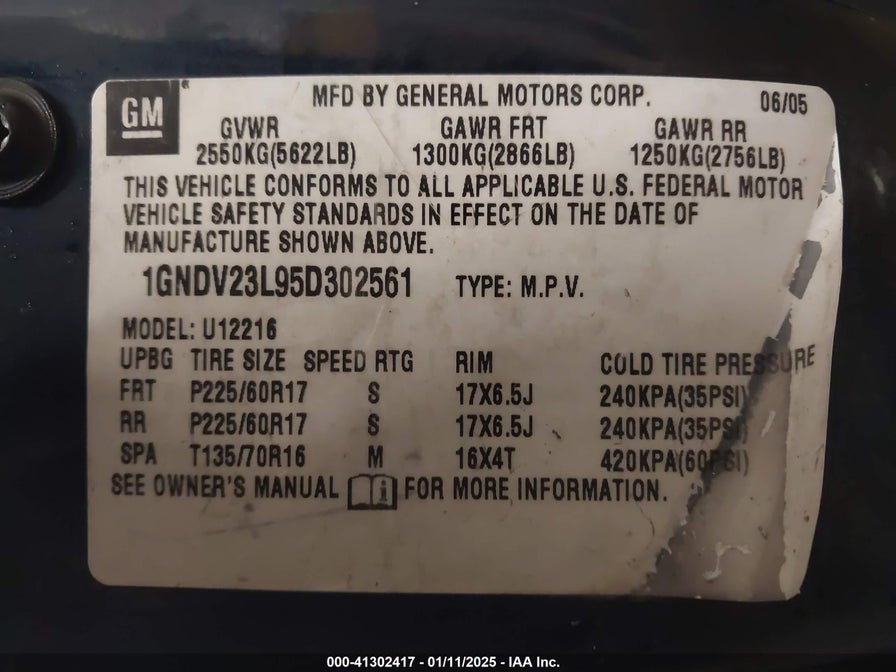 GM
MFD BY GENERAL MOTORS CORP. 06/05
GVWR GAWR FRT GAWR RR
2550KG(5622LB) 1300KG(2866LB) 1250KG(2756LB)
THIS VEHICLE CONFORMS TO ALL APPLICABLE U.S. FEDERAL MOTOR
VEHICLE SAFETY STANDARDS IN EFFECT ON THE DATE OF
MANUFACTURE SHOWN ABOVE.
1GNDV23L95D302561 TYPE: M.P.V.
MODEL: U12216
UPBG TIRE SIZE SPEED RTG RIM COLD TIRE PRESSURE
FRT P225/60R17 S 17X6.5J 240KPA(35PSI)
RR P225/60R17 S 17X6.5J 240KPA(35PSI)
SPA T135/70R16 M 16X4T 420KPA(60PSI)
SEE OWNER'S MANUAL i FOR MORE INFORMATION.
000-41302417 - 01/11/2025 - IAA Inc.